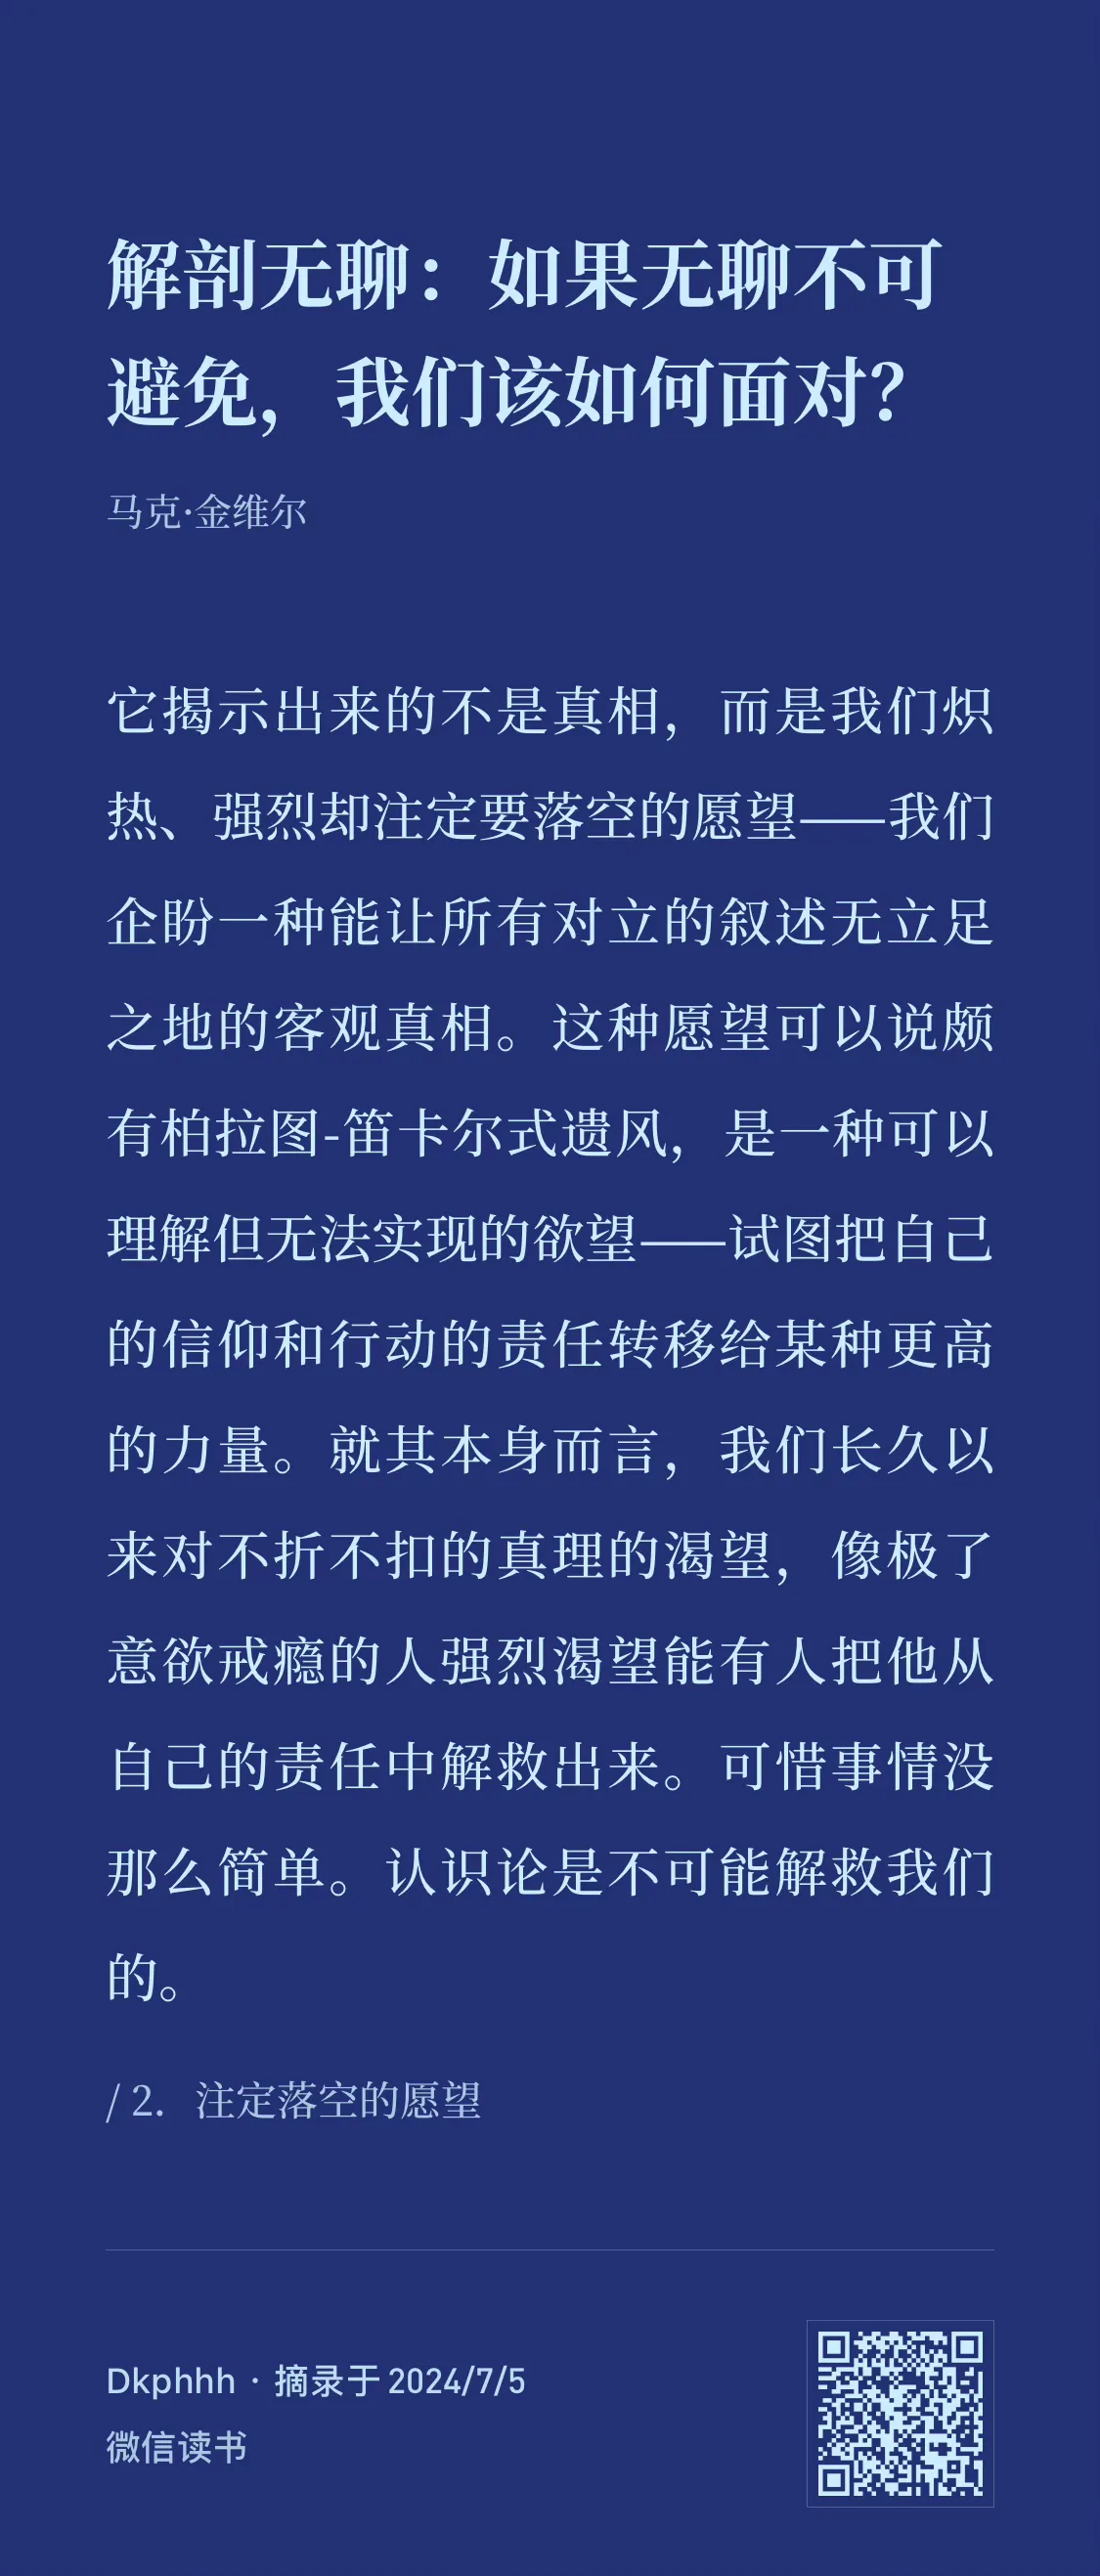 解剖无聊：如果无聊不可
避免，我们该如何面对？
马克·金维尔
它揭示出来的不是真相，而是我们炽
热、强烈却注定要落空的愿望——我们
企盼一种能让所有对立的叙述无立足
之地的客观真相。这种愿望可以说颇
有柏拉图-笛卡尔式遗风，是一种可以
理解但无法实现的欲望——试图把自己
的信仰和行动的责任转移给某种更高
的力量。就其本身而言，我们长久以
来对不折不扣的真理的渴望，像极了
意欲戒瘾的人强烈渴望能有人把他从
自己的责任中解救出来。可惜事情没
那么简单。认识论是不可能解救我们
的。
/ 2. 注定落空的愿望
Dkphhh · 摘录于 2024/7/5
微信读书